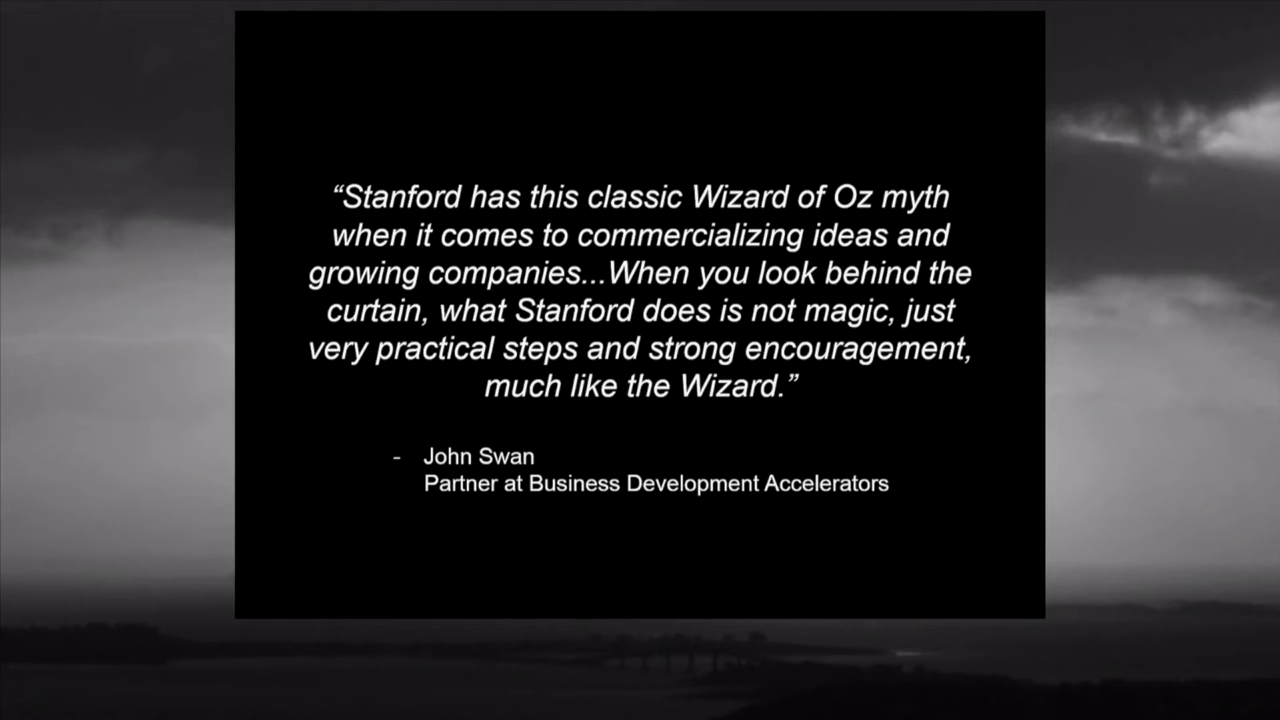 “Stanford has this classic Wizard of Oz myth
when it comes to commercializing ideas and
growing companies...When you look behind the
curtain, what Stanford does is not magic, just
very practical steps and strong encouragement,
much like the Wizard.”
- John Swan
Partner at Business Development Accelerators